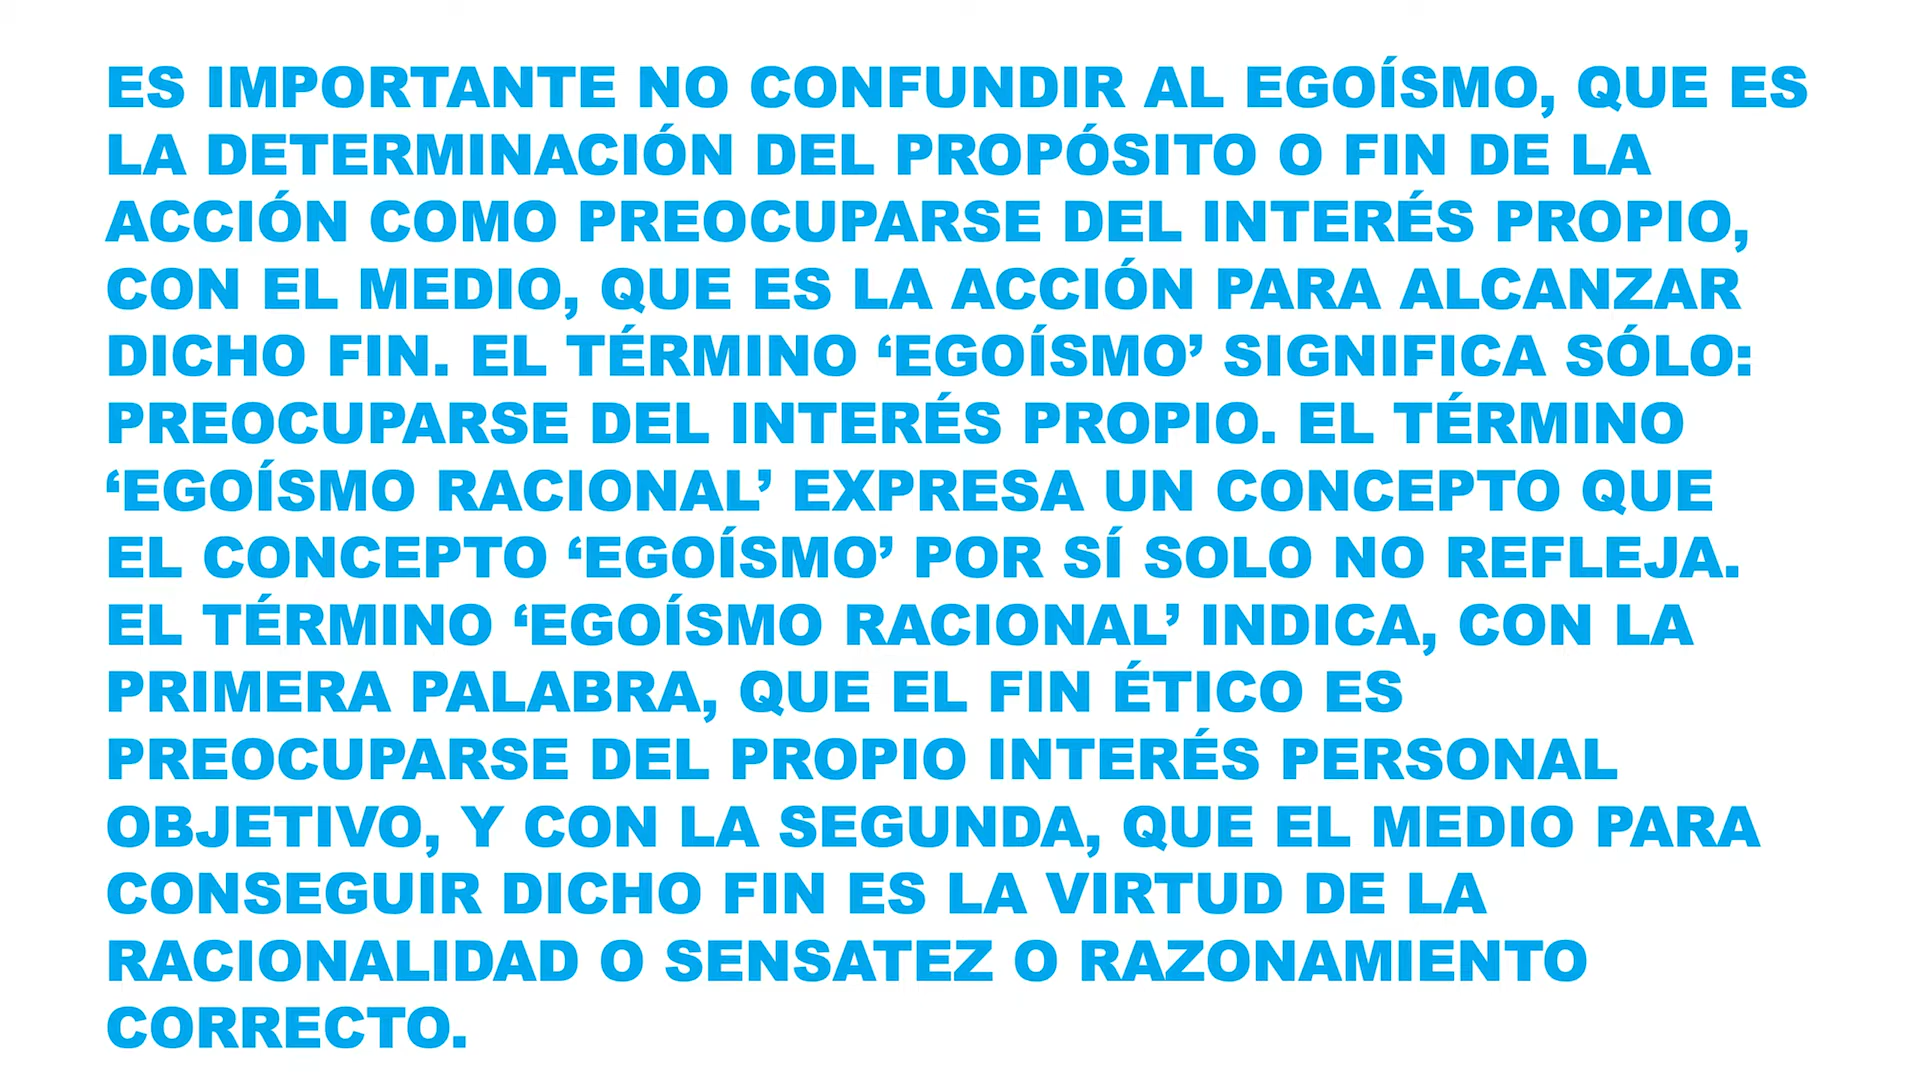 ES IMPORTANTE NO CONFUNDIR AL EGOÍSMO, QUE ES
LA DETERMINACIÓN DEL PROPÓSITO O FIN DE LA
ACCIÓN COMO PREOCUPARSE DEL INTERÉS PROPIO,
CON EL MEDIO, QUE ES LA ACCIÓN PARA ALCANZAR
DICHO FIN. EL TÉRMINO ‘EGOÍSMO’ SIGNIFICA SÓLO:
PREOCUPARSE DEL INTERÉS PROPIO. EL TÉRMINO
‘EGOÍSMO RACIONAL’ EXPRESA UN CONCEPTO QUE
EL CONCEPTO ‘EGOÍSMO’ POR SÍ SOLO NO REFLEJA.
EL TÉRMINO ‘EGOÍSMO RACIONAL’ INDICA, CON LA
PRIMERA PALABRA, QUE EL FIN ÉTICO ES
PREOCUPARSE DEL PROPIO INTERÉS PERSONAL
OBJETIVO, Y CON LA SEGUNDA, QUE EL MEDIO PARA
CONSEGUIR DICHO FIN ES LA VIRTUD DE LA
RACIONALIDAD O SENSATEZ O RAZONAMIENTO
CORRECTO.